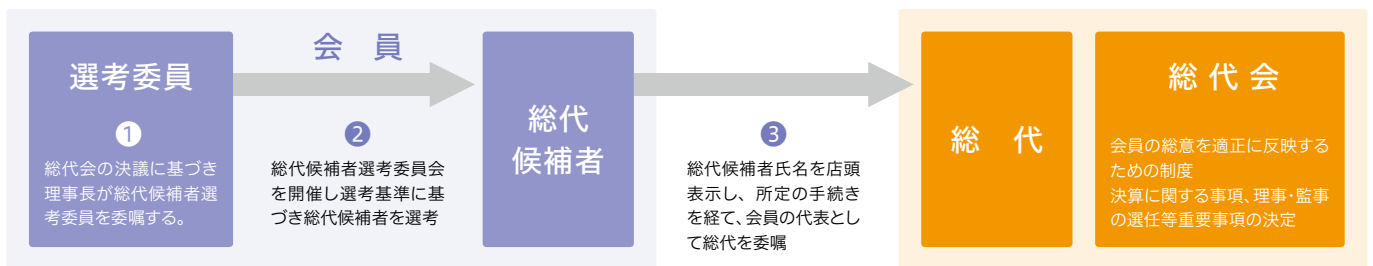 会 員
選考委員
❶
総代会の決議に基づき
理事長が総代候補者選
考委員を委嘱する。
❷
総代候補者選考委員会
を開催し選考基準に基
づき総代候補者を選考
総代
候補者
❸
総代候補者氏名を店頭
表示し、所定の手続き
を経て、会員の代表とし
て総代を委嘱
総 代
総 代 会
会員の総意を適正に反映する
ための制度
決算に関する事項、理事・監事
の選任等重要事項の決定